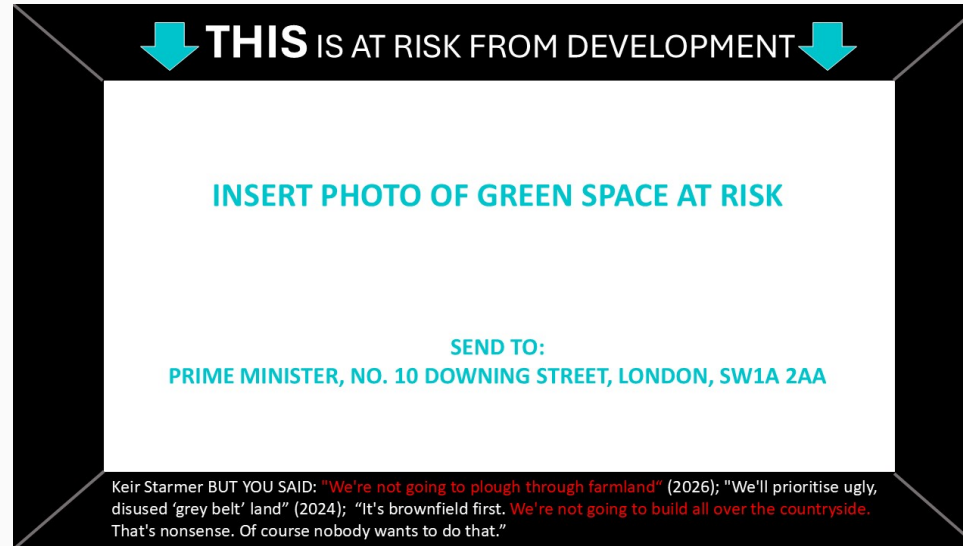 THIS IS AT RISK FROM DEVELOPMENT
INSERT PHOTO OF GREEN SPACE AT RISK
SEND TO:
PRIME MINISTER, NO. 10 DOWNING STREET, LONDON, SW1A 2AA
Keir Starmer BUT YOU SAID: "We're not going to plough through farmland“ (2026); "We'll prioritise ugly,
disused ‘grey belt’ land” (2024);  “It's brownfield first. We're not going to build all over the countryside.
That's nonsense. Of course nobody wants to do that.”